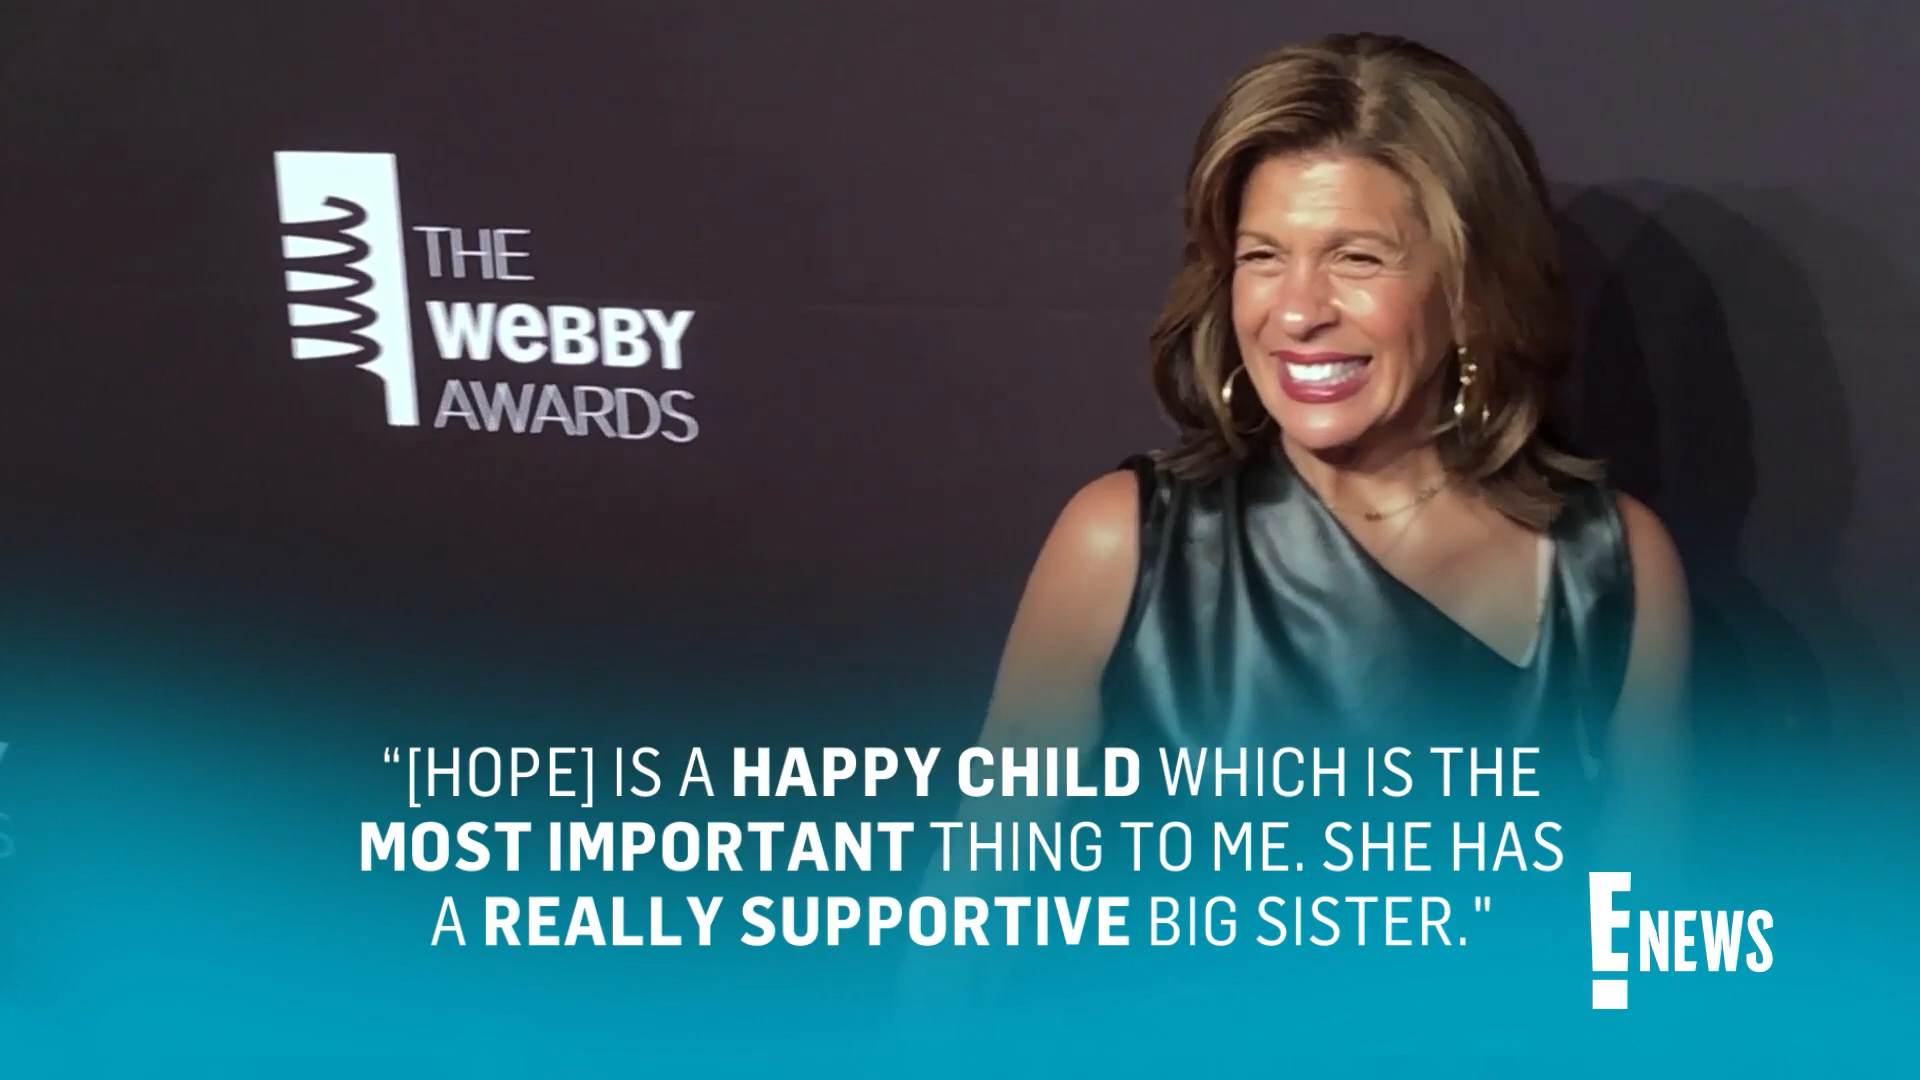 THE
WeBBY
AWARDS
“[HOPE] IS A HAPPY CHILD WHICH IS THE
MOST IMPORTANT THING TO ME. SHE HAS
A REALLY SUPPORTIVE BIG SISTER."
E! NEWS